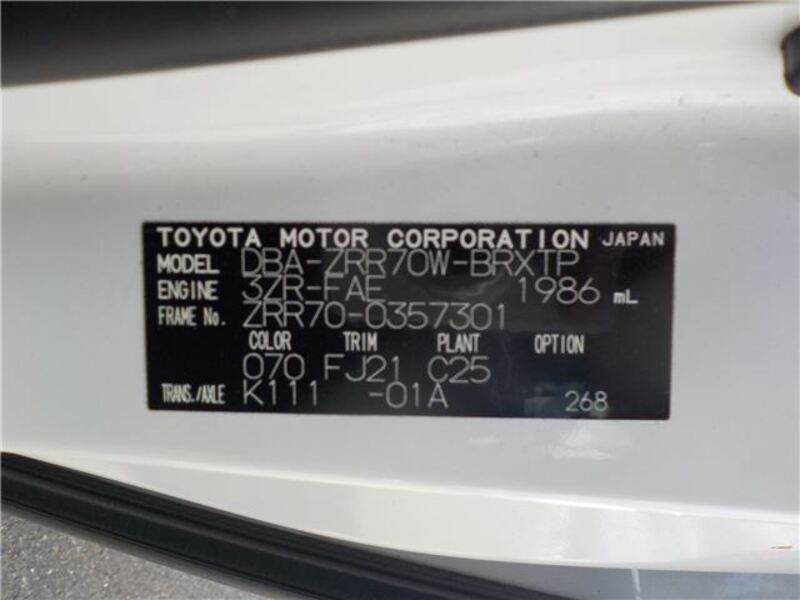 TOYOTA MOTOR CORPORATION JAPAN
MODEL DBA-ZRR70W-BRXTP
ENGINE 3ZR-FAE 1986 mL
FRAME No. ZRR70-0357301
COLOR TRIM PLANT OPTION
070 FJ21 C25
TRANS./AXLE K111 -01A 268